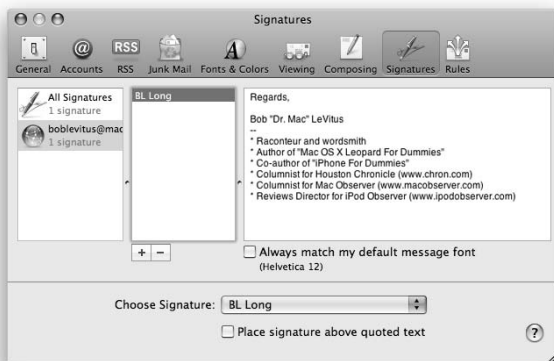 Signatures
General Accounts RSS Junk Mail Fonts & Colors Viewing Composing Signatures Rules
RSS
All Signatures
1 signature
boblevitus@mac
1 signature
BL Long
Regards,
Bob "Dr. Mac" LeVitus
--
* Raconteur and wordsmith
* Author of "Mac OS X Leopard For Dummies"
* Co-author of "iPhone For Dummies"
* Columnist for Houston Chronicle (www.chron.com)
* Columnist for Mac Observer (www.macobserver.com)
* Reviews Director for iPod Observer (www.ipodobserver.com)
+ −
Always match my default message font
(Helvetica 12)
Choose Signature: BL Long
Place signature above quoted text
?